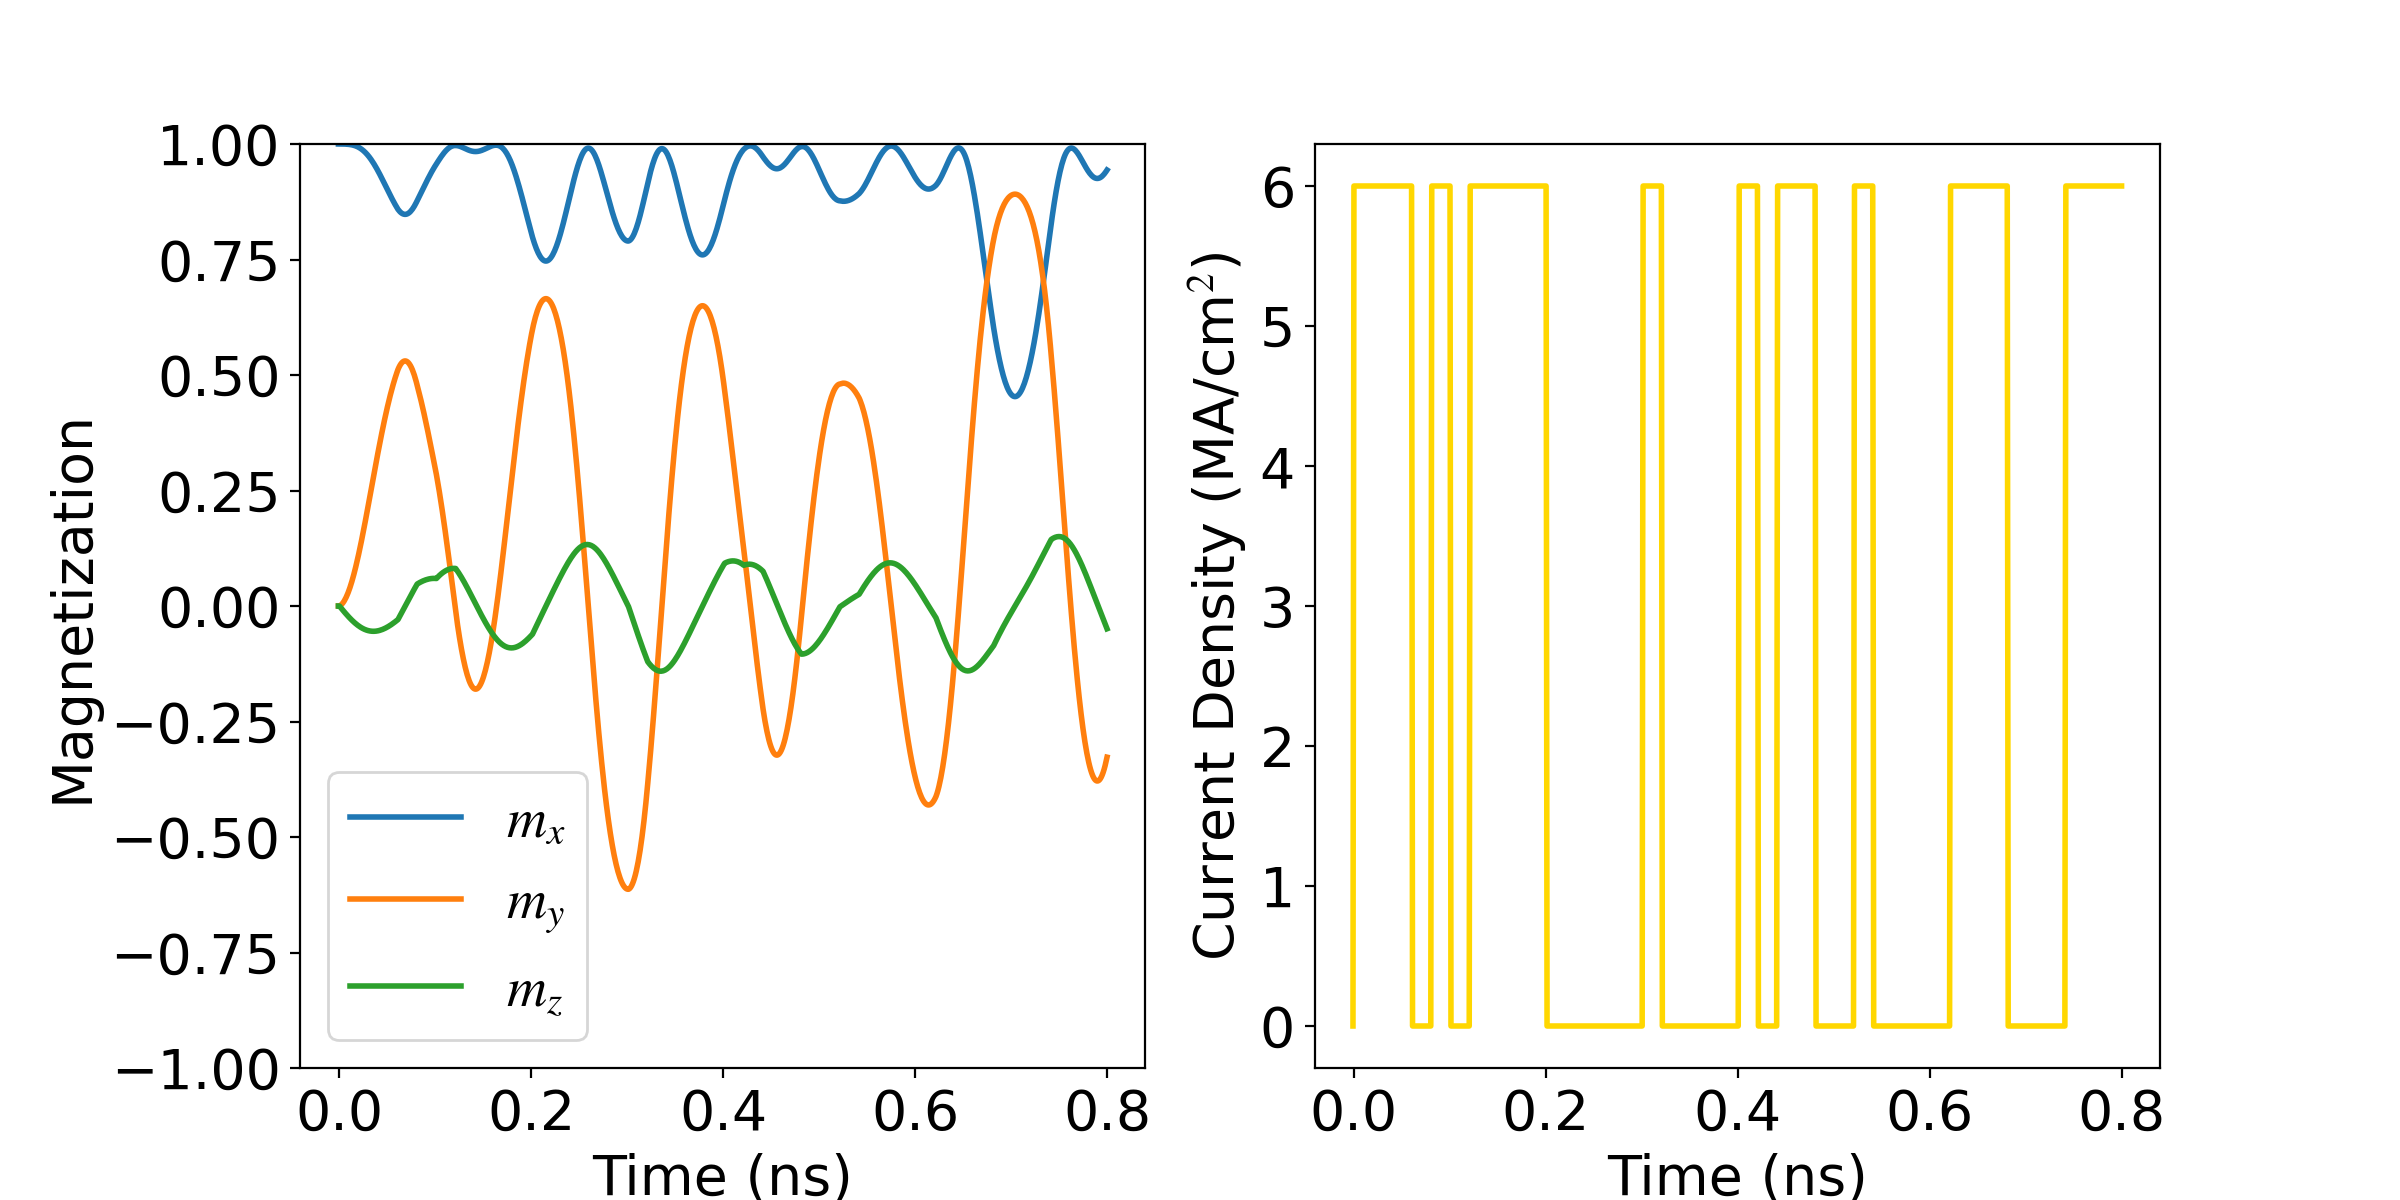 Magnetization
1.00
0.75
0.50
0.25
0.00
−0.25
−0.50
−0.75
−1.00
m_x
m_y
m_z
0.0 0.2 0.4 0.6 0.8
Time (ns)
Current Density (MA/cm²)
6
5
4
3
2
1
0
0.0 0.2 0.4 0.6 0.8
Time (ns)